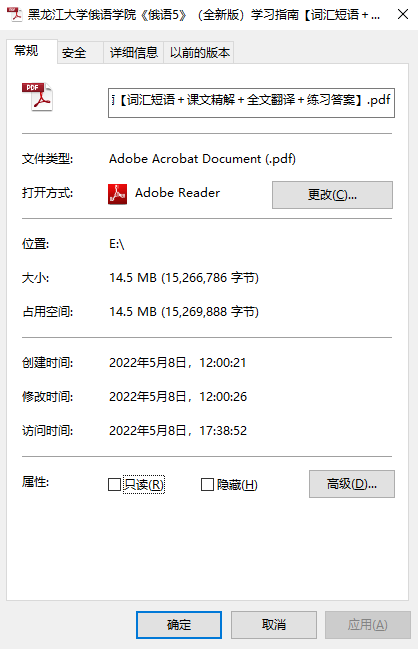 黑龙江大学俄语学院《俄语5》（全新版）学习指南【词汇短语＋...
常规
安全
详细信息
以前的版本
PDF
【词汇短语＋课文精解＋全文翻译＋练习答案】.pdf
文件类型:
Adobe Acrobat Document (.pdf)
打开方式:
Adobe Reader
更改(C)...
位置:
E:\
大小:
14.5 MB (15,266,786 字节)
占用空间:
14.5 MB (15,269,888 字节)
创建时间:
2022年5月8日，12:00:21
修改时间:
2022年5月8日，12:00:26
访问时间:
2022年5月8日，17:38:52
属性:
只读(R)
隐藏(H)
高级(D)...
确定
取消
应用(A)